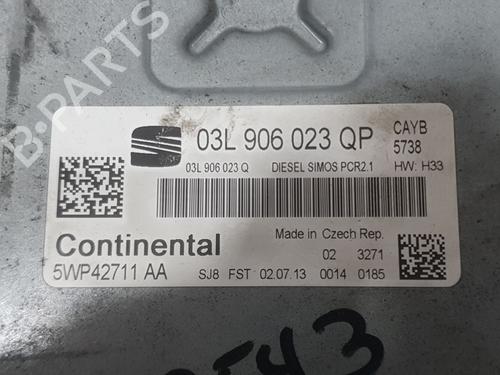 B-PARTS
03L 906 023 QP
CAYB
5738
03L 906 023 Q DIESEL SIMOS PCR2.1 HW: H33
Continental
Made in Czech Rep.
02 3271
5WP42711 AA SJ8 FST 02.07.13 0014 0185